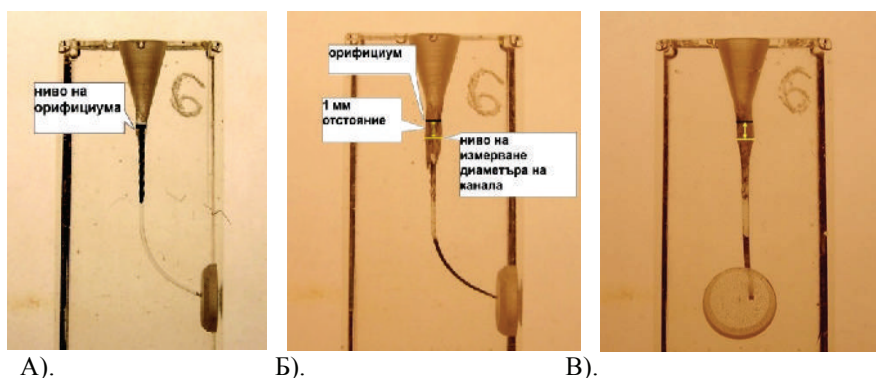 ниво на
орифициума
6
орифициум
1 мм
отстояние
ниво на
измерване
диаметъра на
канала
6
6
А).
Б).
В).